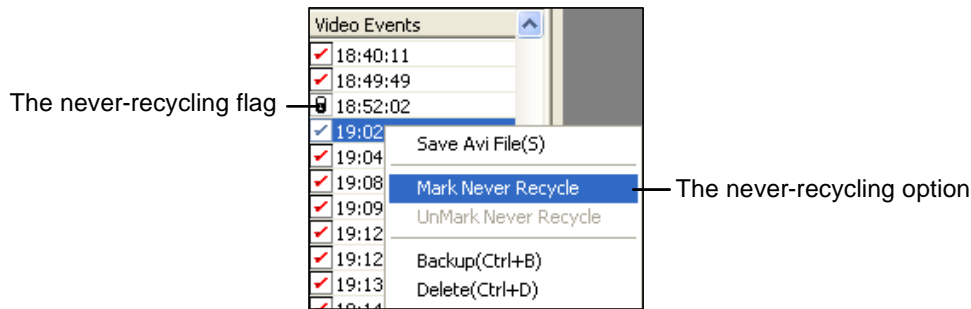 Video Events
18:40:11
18:49:49
The never-recycling flag
18:52:02
19:02
Save Avi File(S)
19:04
19:08
Mark Never Recycle
The never-recycling option
19:09
UnMark Never Recycle
19:12
19:12
Backup(Ctrl+B)
19:13
Delete(Ctrl+D)